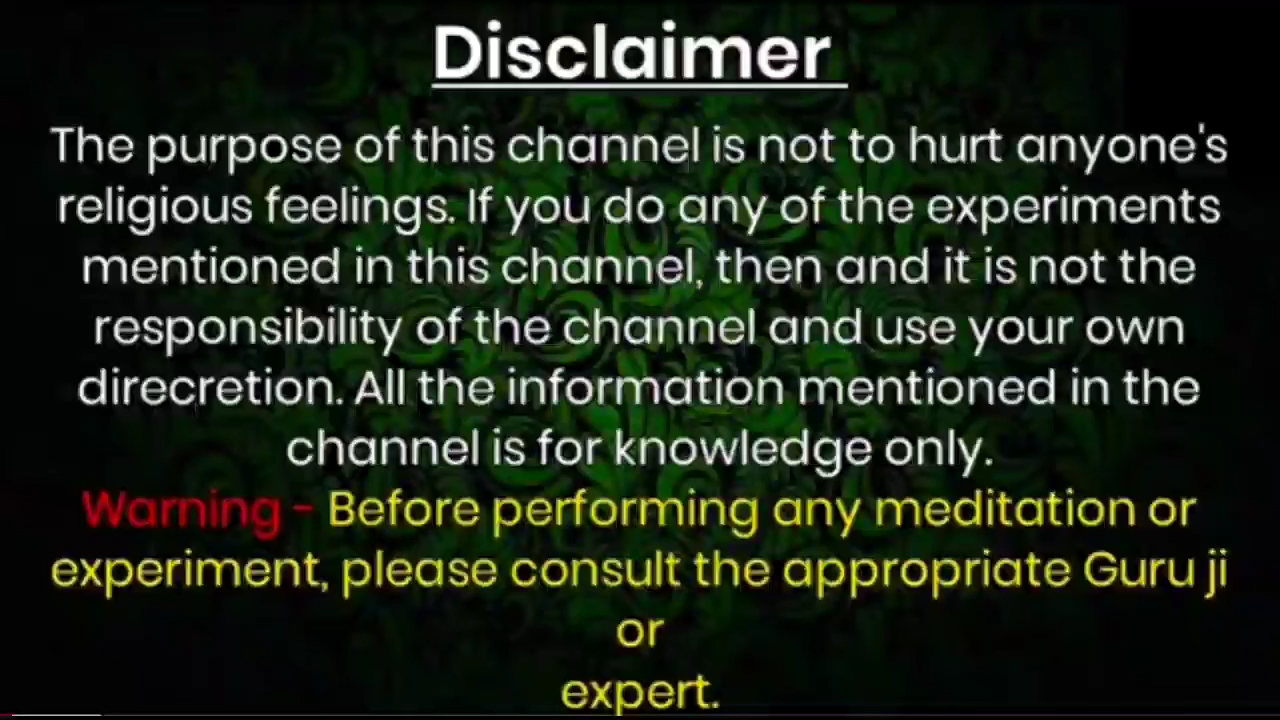 Disclaimer
The purpose of this channel is not to hurt anyone's
religious feelings. If you do any of the experiments
mentioned in this channel, then and it is not the
responsibility of the channel and use your own
direcretion. All the information mentioned in the
channel is for knowledge only.
Warning - Before performing any meditation or
experiment, please consult the appropriate Guru ji
or
expert.